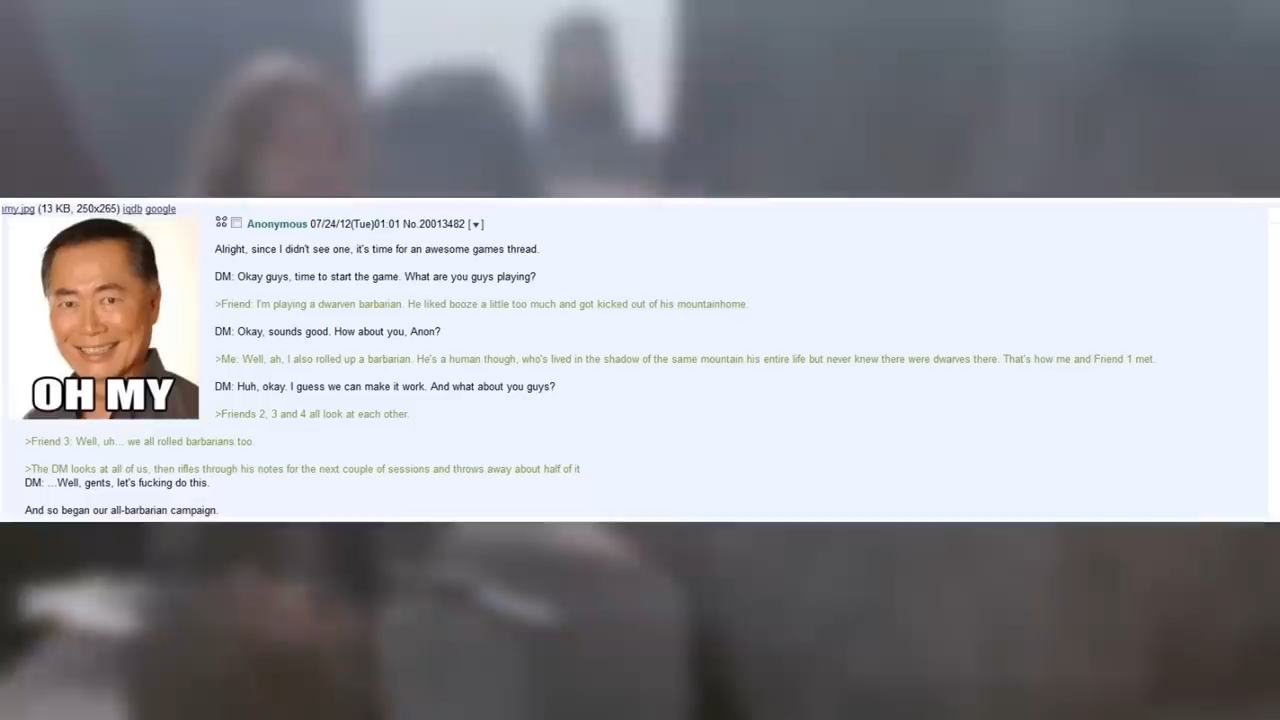 my.jpg (13 KB, 250x265) iqdb google
Anonymous 07/24/12(Tue)01:01 No.20013482 [▼]
Alright, since I didn't see one, it's time for an awesome games thread.
DM: Okay guys, time to start the game. What are you guys playing?
>Friend: I'm playing a dwarven barbarian. He liked booze a little too much and got kicked out of his mountainhome.
DM: Okay, sounds good. How about you, Anon?
>Me: Well, ah, I also rolled up a barbarian. He's a human though, who's lived in the shadow of the same mountain his entire life but never knew there were dwarves there. That's how me and Friend 1 met.
DM: Huh, okay. I guess we can make it work. And what about you guys?
>Friends 2, 3 and 4 all look at each other.
OH MY
>Friend 3: Well, uh... we all rolled barbarians too.
>The DM looks at all of us, then rifles through his notes for the next couple of sessions and throws away about half of it
DM: ...Well, gents, let's fucking do this.
And so began our all-barbarian campaign.